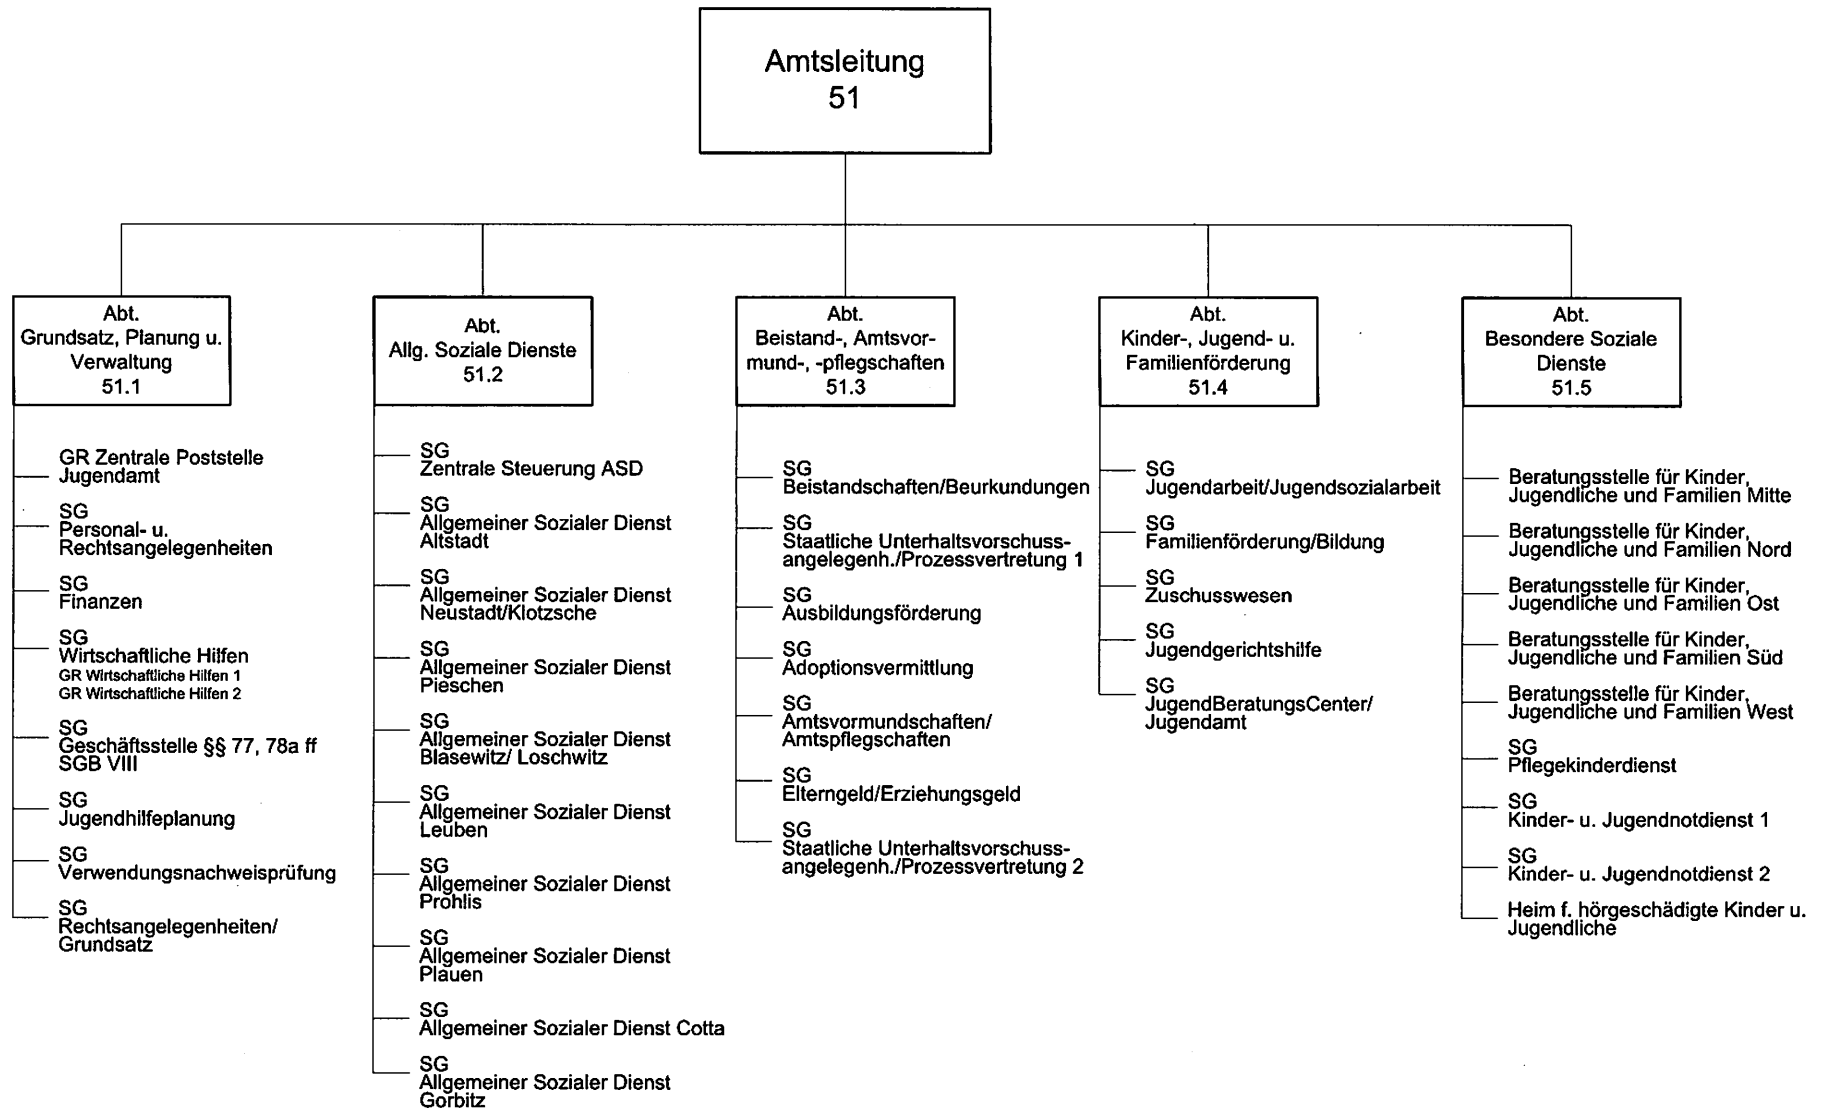 Amtsleitung
51
Abt.
Grundsatz, Planung u.
Verwaltung
51.1
GR Zentrale Poststelle
Jugendamt
SG
Personal- u.
Rechtsangelegenheiten
SG
Finanzen
SG
Wirtschaftliche Hilfen
GR Wirtschaftliche Hilfen 1
GR Wirtschaftliche Hilfen 2
SG
Geschäftsstelle §§ 77, 78a ff
SGB VIII
SG
Jugendhilfeplanung
SG
Verwendungsnachweisprüfung
SG
Rechtsangelegenheiten/
Grundsatz
Abt.
Allg. Soziale Dienste
51.2
SG
Zentrale Steuerung ASD
SG
Allgemeiner Sozialer Dienst
Altstadt
SG
Allgemeiner Sozialer Dienst
Neustadt/Klotzsche
SG
Allgemeiner Sozialer Dienst
Pieschen
SG
Allgemeiner Sozialer Dienst
Blasewitz/ Loschwitz
SG
Allgemeiner Sozialer Dienst
Leuben
SG
Allgemeiner Sozialer Dienst
Prohlis
SG
Allgemeiner Sozialer Dienst
Plauen
SG
Allgemeiner Sozialer Dienst Cotta
SG
Allgemeiner Sozialer Dienst
Gorbitz
Abt.
Beistand-, Amtsvor-
mund-, -pflegschaften
51.3
SG
Beistandschaften/Beurkundungen
SG
Staatliche Unterhaltsvorschuss-
angelegenh./Prozessvertretung 1
SG
Ausbildungsförderung
SG
Adoptionsvermittlung
SG
Amtsvormundschaften/
Amtspflegschaften
SG
Elterngeld/Erziehungsgeld
SG
Staatliche Unterhaltsvorschuss-
angelegenh./Prozessvertretung 2
Abt.
Kinder-, Jugend- u.
Familienförderung
51.4
SG
Jugendarbeit/Jugendsozialarbeit
SG
Familienförderung/Bildung
SG
Zuschusswesen
SG
Jugendgerichtshilfe
SG
JugendBeratungsCenter/
Jugendamt
Abt.
Besondere Soziale
Dienste
51.5
Beratungsstelle für Kinder,
Jugendliche und Familien Mitte
Beratungsstelle für Kinder,
Jugendliche und Familien Nord
Beratungsstelle für Kinder,
Jugendliche und Familien Ost
Beratungsstelle für Kinder,
Jugendliche und Familien Süd
Beratungsstelle für Kinder,
Jugendliche und Familien West
SG
Pflegekinderdienst
SG
Kinder- u. Jugendnotdienst 1
SG
Kinder- u. Jugendnotdienst 2
Heim f. hörgeschädigte Kinder u.
Jugendliche